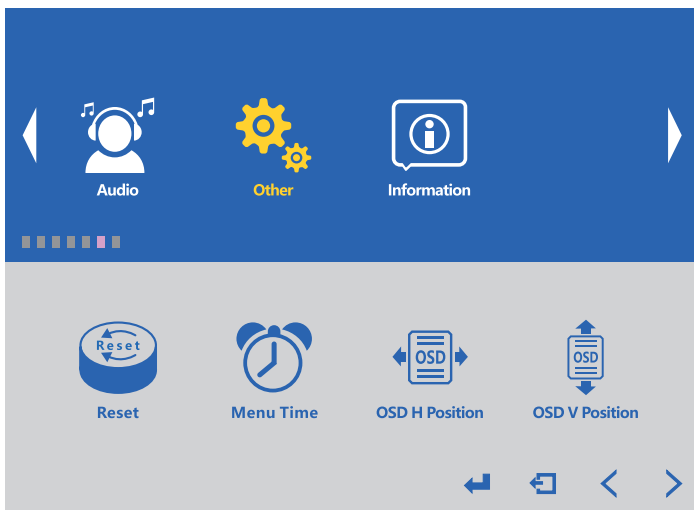 Audio
Other
Information
Reset
OSD
OSD
Reset
Menu Time
OSD H Position
OSD V Position